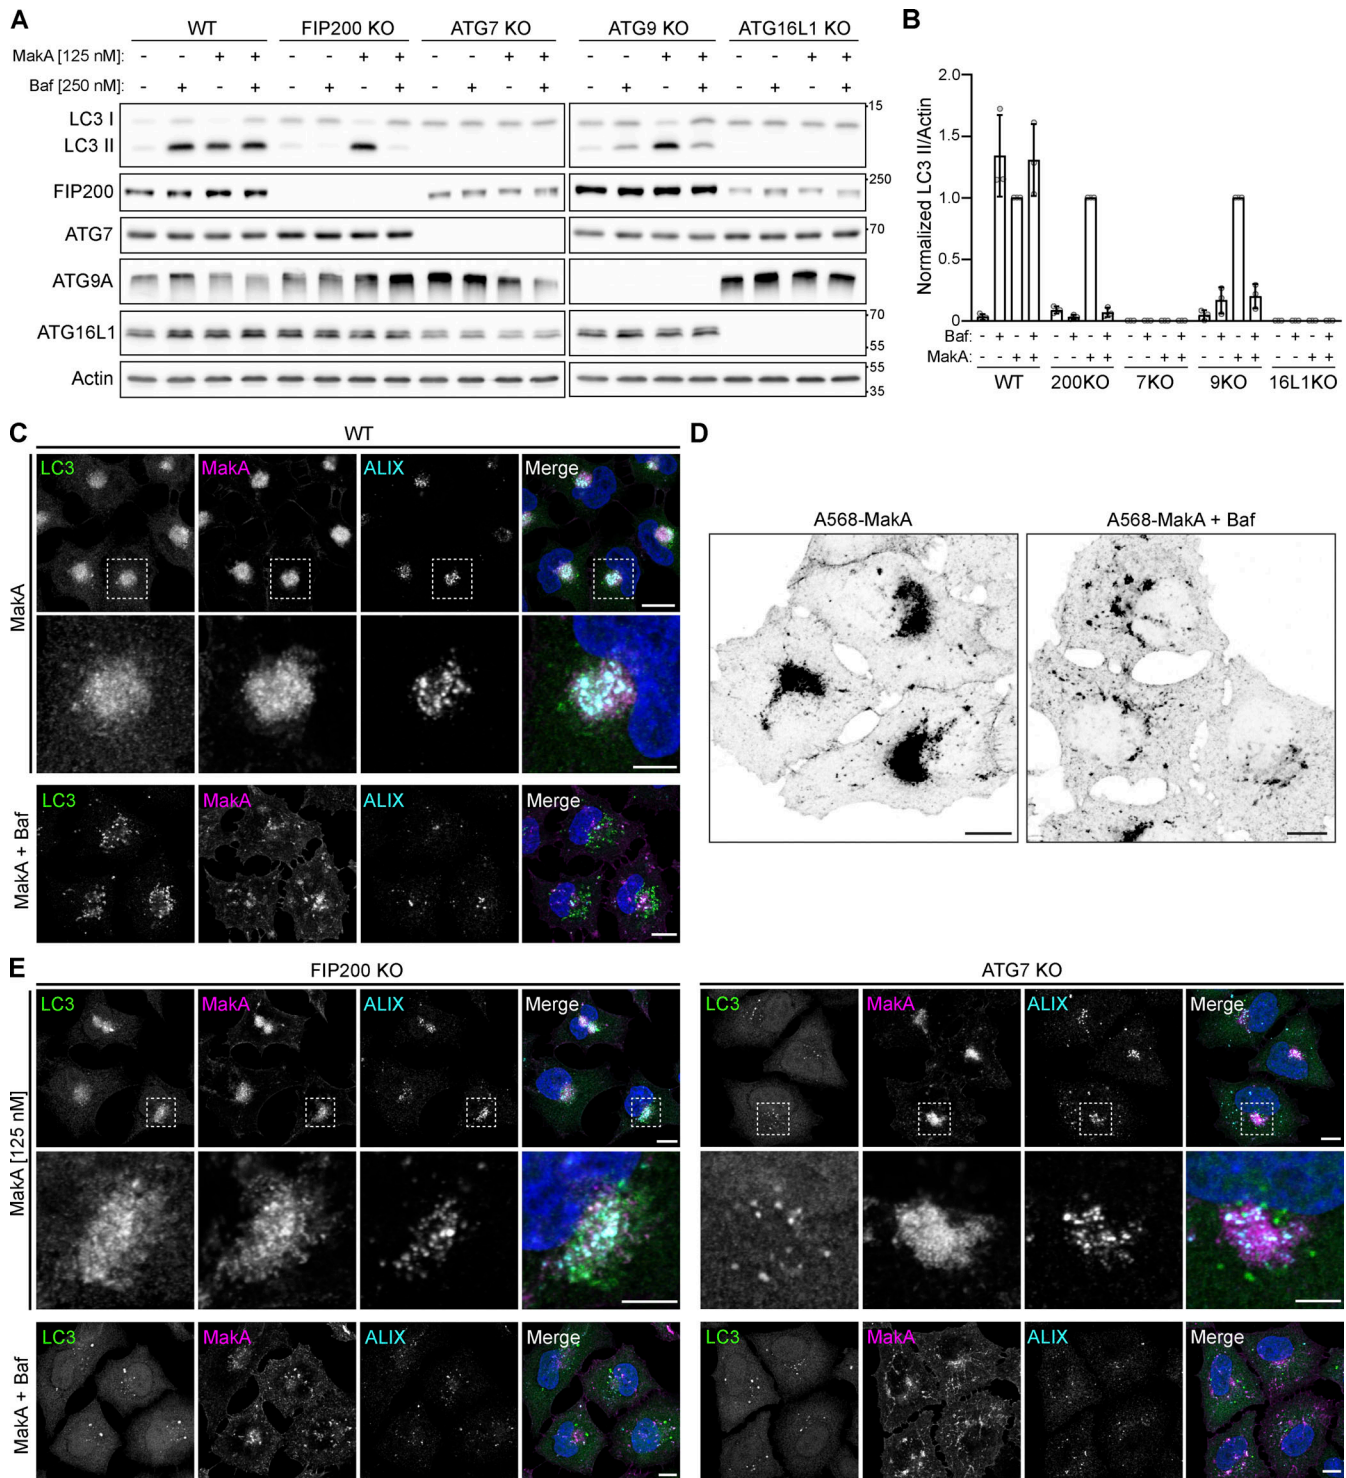 A
WT
FIP200 KO
ATG7 KO
ATG9 KO
ATG16L1 KO
MakA [125 nM]: - - + + - - + + - - + + - - + + - - + +
Baf [250 nM]: - + - + - + - + - + - + - + - + - + - +
LC3 I
LC3 II
15
FIP200
250
ATG7
70
ATG9A
ATG16L1
70
55
Actin
55
35
B
Normalized LC3 II/Actin
2.0
1.5
1.0
0.5
0
Baf: - + - + - + - + - + - + - + - + - + - +
MakA: - - + + - - + + - - + + - - + + - - + +
WT 200KO 7KO 9KO 16L1KO
C
WT
MakA
LC3 MakA ALIX Merge
MakA + Baf
LC3 MakA ALIX Merge
D
A568-MakA
A568-MakA + Baf
E
FIP200 KO
ATG7 KO
MakA [125 nM]
LC3 MakA ALIX Merge
LC3 MakA ALIX Merge
MakA + Baf
LC3 MakA ALIX Merge
LC3 MakA ALIX Merge